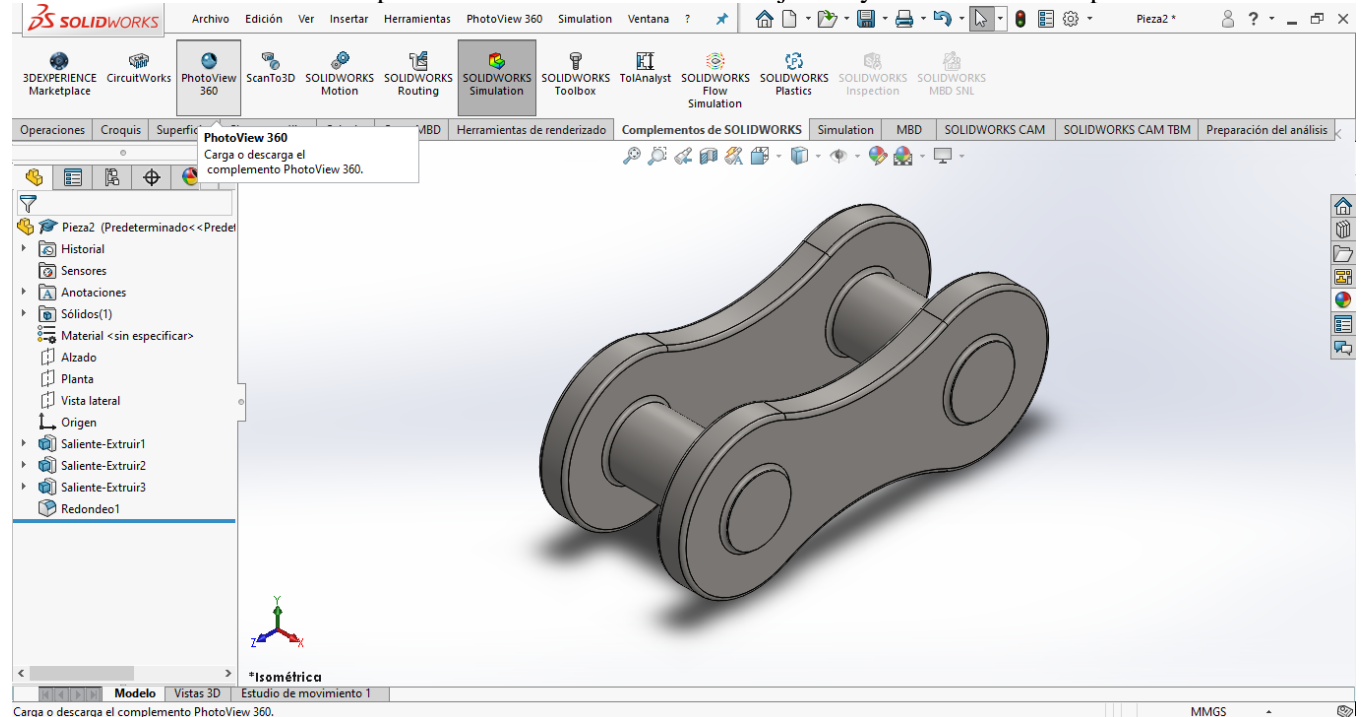 SOLIDWORKS Archivo Edición Ver Insertar Herramientas PhotoView 360 Simulation Ventana ? Pieza2 * ?
3DEXPERIENCE Marketplace
CircuitWorks
PhotoView 360
ScanTo3D
SOLIDWORKS Motion
SOLIDWORKS Routing
SOLIDWORKS Simulation
SOLIDWORKS Toolbox
TolAnalyst
SOLIDWORKS Flow Simulation
SOLIDWORKS Plastics
SOLIDWORKS Inspection
SOLIDWORKS MBD SNL
Operaciones Croquis MBD Herramientas de renderizado Complementos de SOLIDWORKS Simulation MBD SOLIDWORKS CAM SOLIDWORKS CAM TBM Preparación del análisis
PhotoView 360
Carga o descarga el
complemento PhotoView 360.
Pieza2 (Predeterminado<<Predet
Historial
Sensores
Anotaciones
Sólidos(1)
Material <sin especificar>
Alzado
Planta
Vista lateral
Origen
Saliente-Extruir1
Saliente-Extruir2
Saliente-Extruir3
Redondeo1
Y
Z X
*Isométrica
Modelo Vistas 3D Estudio de movimiento 1
Carga o descarga el complemento PhotoView 360. MMGS